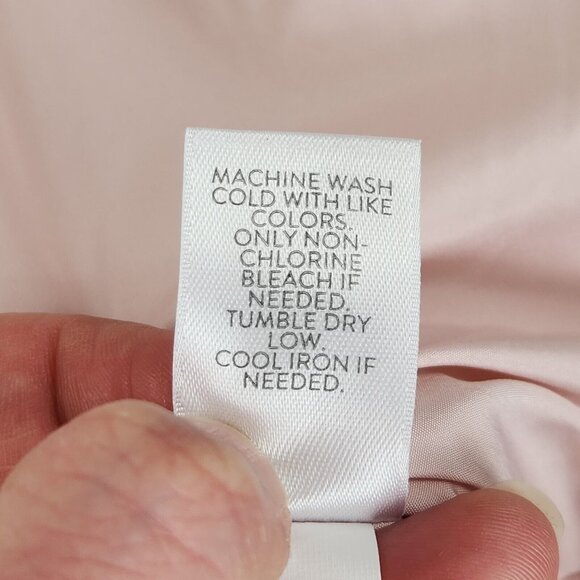 MACHINE WASH
COLD WITH LIKE
COLORS.
ONLY NON-
CHLORINE
BLEACH IF
NEEDED.
TUMBLE DRY
LOW.
COOL IRON IF
NEEDED.